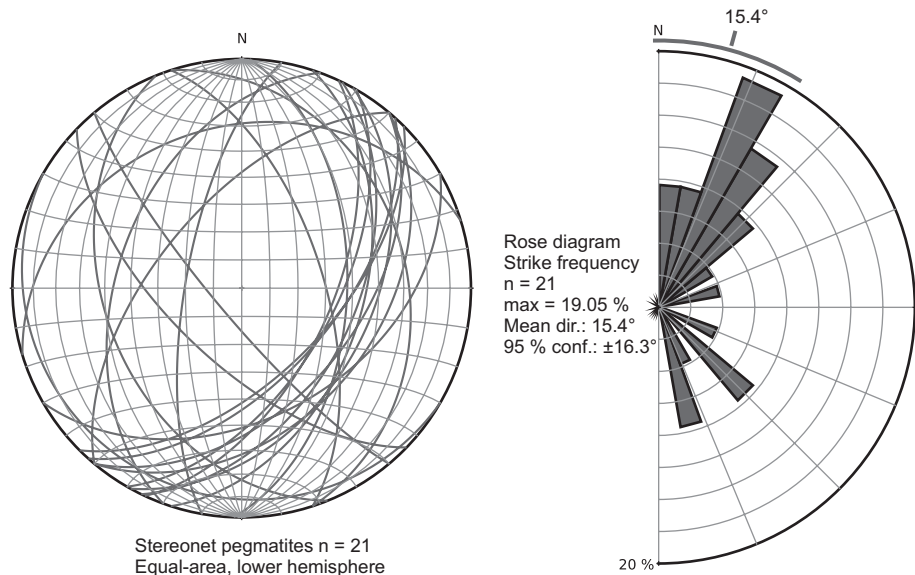 N
Stereonet pegmatites n = 21
Equal-area, lower hemisphere
15.4°
N
Rose diagram
Strike frequency
n = 21
max = 19.05 %
Mean dir.: 15.4°
95 % conf.: ±16.3°
20 %